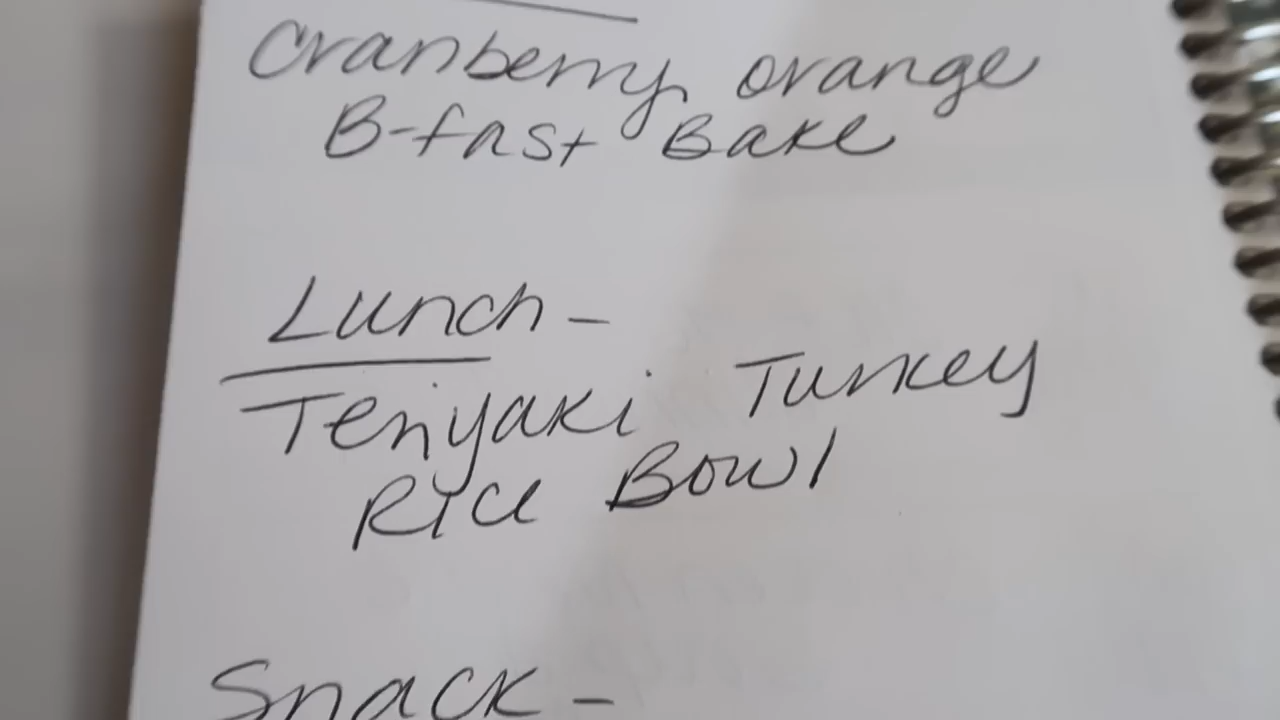 Cranberry orange
B-fast Bake
Lunch -
Teriyaki Turkey
Rice Bowl
Snack -